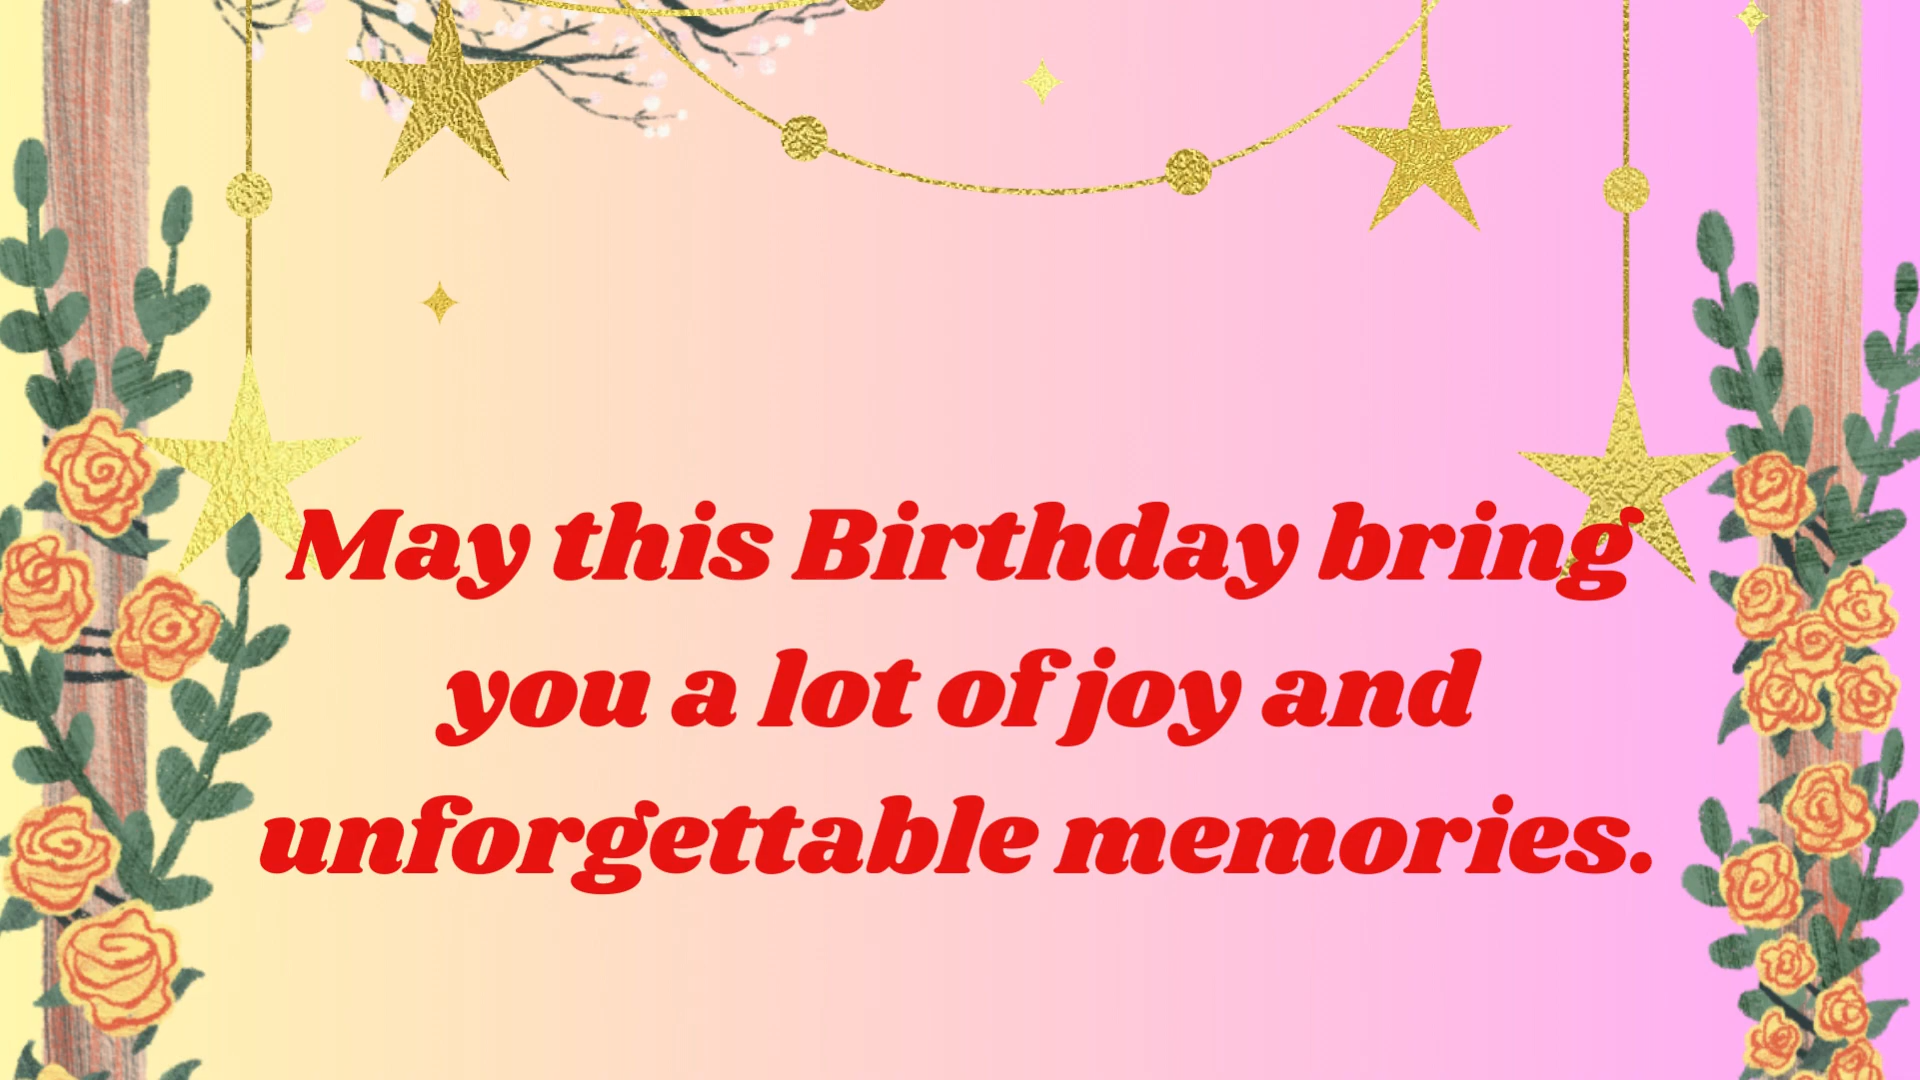 May this Birthday bring
you a lot of joy and
unforgettable memories.